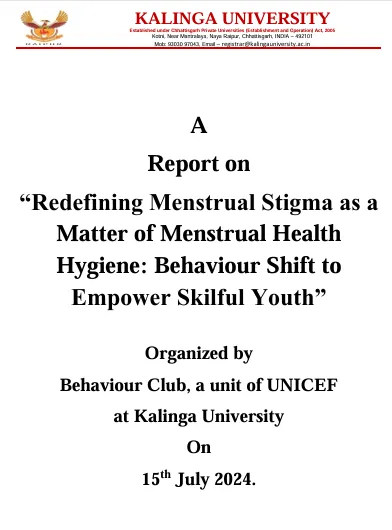 KALINGA UNIVERSITY
Established under Chhattisgarh Private Universities (Establishment and Operation) Act, 2005
Kotni, Near Mantralaya, Naya Raipur, Chhattisgarh, INDIA – 492101
Mob: 93030 97043, Email – registrar@kalingauniversity.ac.in
RAIPUR
A
Report on
“Redefining Menstrual Stigma as a
Matter of Menstrual Health
Hygiene: Behaviour Shift to
Empower Skilful Youth”
Organized by
Behaviour Club, a unit of UNICEF
at Kalinga University
On
15th July 2024.